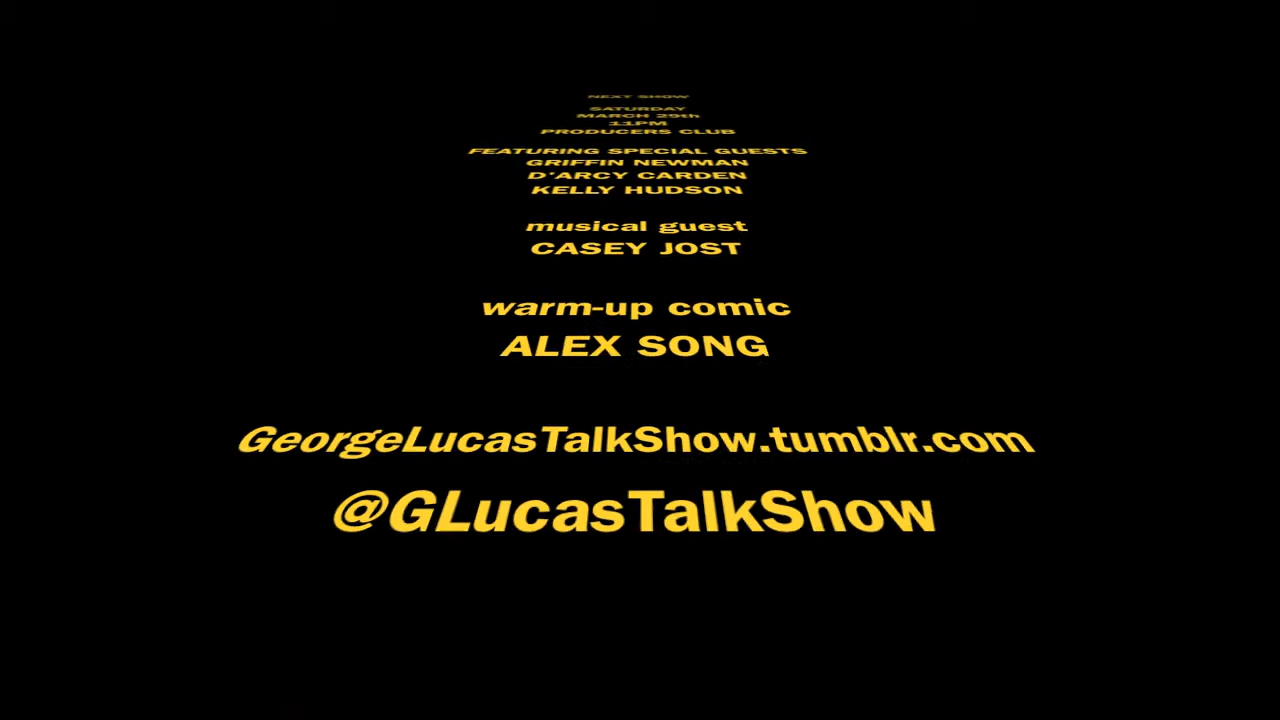 NEXT SHOW
SATURDAY
MARCH 29th
11PM
PRODUCERS CLUB
FEATURING SPECIAL GUESTS
GRIFFIN NEWMAN
D'ARCY CARDEN
KELLY HUDSON
musical guest
CASEY JOST
warm-up comic
ALEX SONG
GeorgeLucasTalkShow.tumblr.com
@GLucasTalkShow